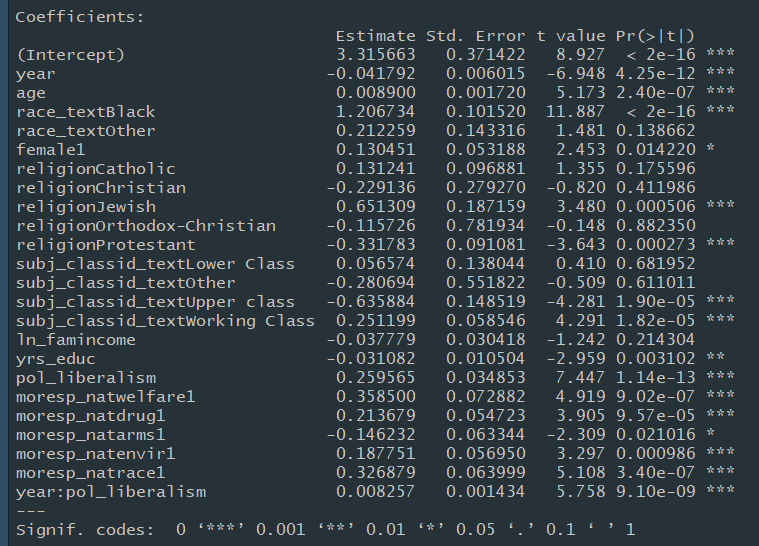 Coefficients:
                               Estimate Std. Error t value Pr(>|t|)
(Intercept)                    3.315663   0.371422   8.927  < 2e-16 ***
year                          -0.041792   0.006015  -6.948 4.25e-12 ***
age                            0.008900   0.001720   5.173 2.40e-07 ***
race_textBlack                 1.206734   0.101520  11.887  < 2e-16 ***
race_textOther                 0.212259   0.143316   1.481 0.138662
female1                        0.130451   0.053188   2.453 0.014220 *
religionCatholic               0.131241   0.096881   1.355 0.175596
religionChristian             -0.229136   0.279270  -0.820 0.411986
religionJewish                 0.651309   0.187159   3.480 0.000506 ***
religionOrthodox-Christian    -0.115726   0.781934  -0.148 0.882350
religionProtestant            -0.331783   0.091081  -3.643 0.000273 ***
subj_classid_textLower Class   0.056574   0.138044   0.410 0.681952
subj_classid_textOther        -0.280694   0.551822  -0.509 0.611011
subj_classid_textUpper class  -0.635884   0.148519  -4.281 1.90e-05 ***
subj_classid_textWorking Class 0.251199   0.058546   4.291 1.82e-05 ***
ln_famincome                  -0.037779   0.030418  -1.242 0.214304
yrs_educ                      -0.031082   0.010504  -2.959 0.003102 **
pol_liberalism                 0.259565   0.034853   7.447 1.14e-13 ***
moresp_natwelfare1             0.358500   0.072882   4.919 9.02e-07 ***
moresp_natdrug1                0.213679   0.054723   3.905 9.57e-05 ***
moresp_natarms1               -0.146232   0.063344  -2.309 0.021016 *
moresp_natenvir1               0.187751   0.056950   3.297 0.000986 ***
moresp_natrace1                0.326879   0.063999   5.108 3.40e-07 ***
year:pol_liberalism            0.008257   0.001434   5.758 9.10e-09 ***
---
Signif. codes:  0 ‘***’ 0.001 ‘**’ 0.01 ‘*’ 0.05 ‘.’ 0.1 ‘ ’ 1